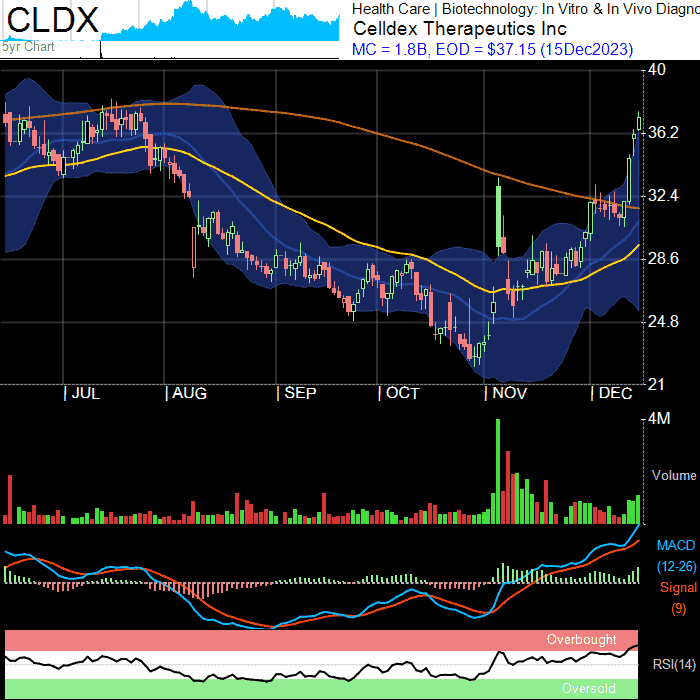 CLDX
5yr Chart
Health Care | Biotechnology: In Vitro & In Vivo Diagno
Celldex Therapeutics Inc
MC = 1.8B, EOD = $37.15 (15Dec2023)
40
36.2
32.4
28.6
24.8
21
| JUL | AUG | SEP | OCT | NOV | DEC
4M
Volume
MACD
(12-26)
Signal
(9)
Overbought
RSI(14)
Oversold